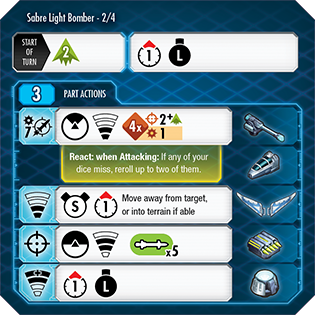 Sabre Light Bomber - 2/4
START
OF
TURN
2
1
L
3 PART ACTIONS
7
4x
2+
1
React: when Attacking: If any of your
dice miss, reroll up to two of them.
S
1
Move away from target,
or into terrain if able
x5
1
L